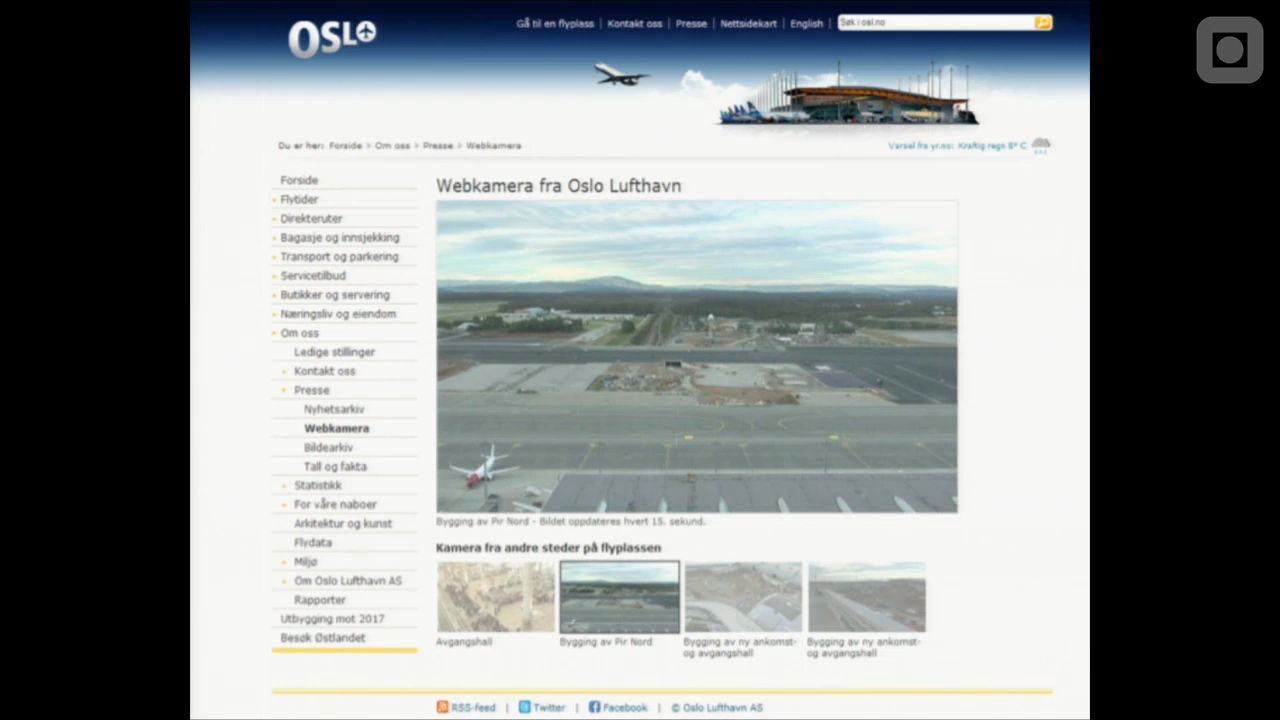 OSL
Gå til en flyplass | Kontakt oss | Presse | Nettsidekart | English
Søk i osl.no
Du er her: Forside > Om oss > Presse > Webkamera
Varsel fra yr.no: Kraftig regn 8° C
Forside
Flytider
Direkteruter
Bagasje og innsjekking
Transport og parkering
Servicetilbud
Butikker og servering
Næringsliv og eiendom
Om oss
Ledige stillinger
Kontakt oss
Presse
Nyhetsarkiv
Webkamera
Bildearkiv
Tall og fakta
Statistikk
For våre naboer
Arkitektur og kunst
Flydata
Miljø
Om Oslo Lufthavn AS
Rapporter
Utbygging mot 2017
Besøk Østlandet
Webkamera fra Oslo Lufthavn
Bygging av Pir Nord - Bildet oppdateres hvert 15. sekund.
Kamera fra andre steder på flyplassen
Avgangshall
Bygging av Pir Nord
Bygging av ny ankomst-
og avgangshall
Bygging av ny ankomst-
og avgangshall
RSS-feed | Twitter | Facebook | © Oslo Lufthavn AS